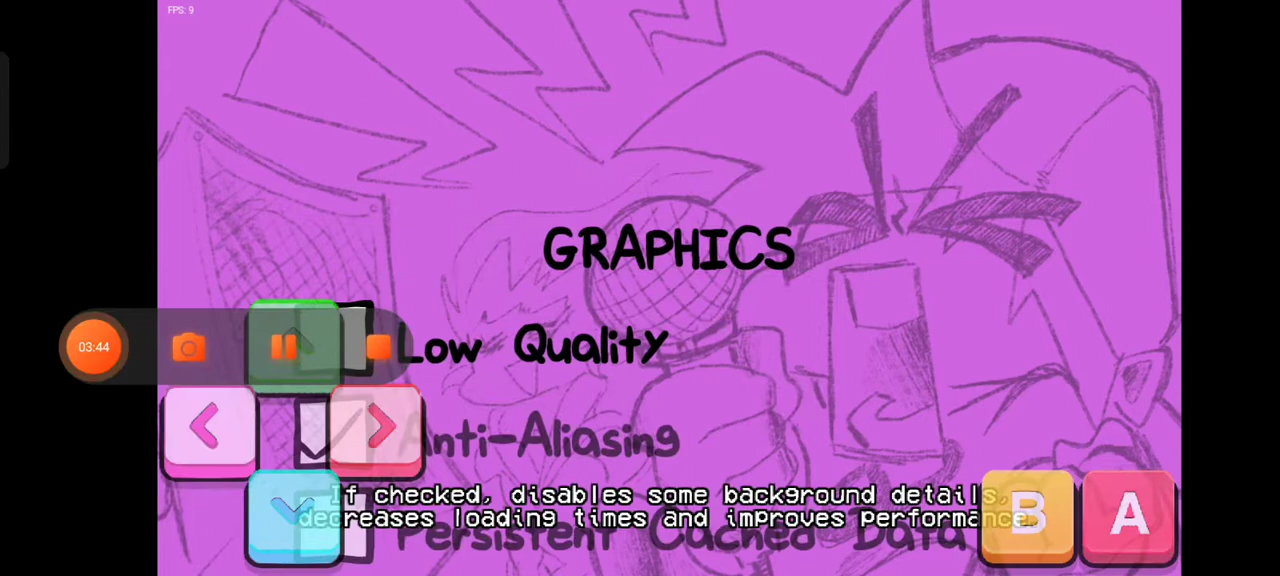 FPS: 9
GRAPHICS
Low Quality
03:44
Anti-Aliasing
If checked, disables some background details,
decreases loading times and improves performance.
Persistent Cached Data
B A